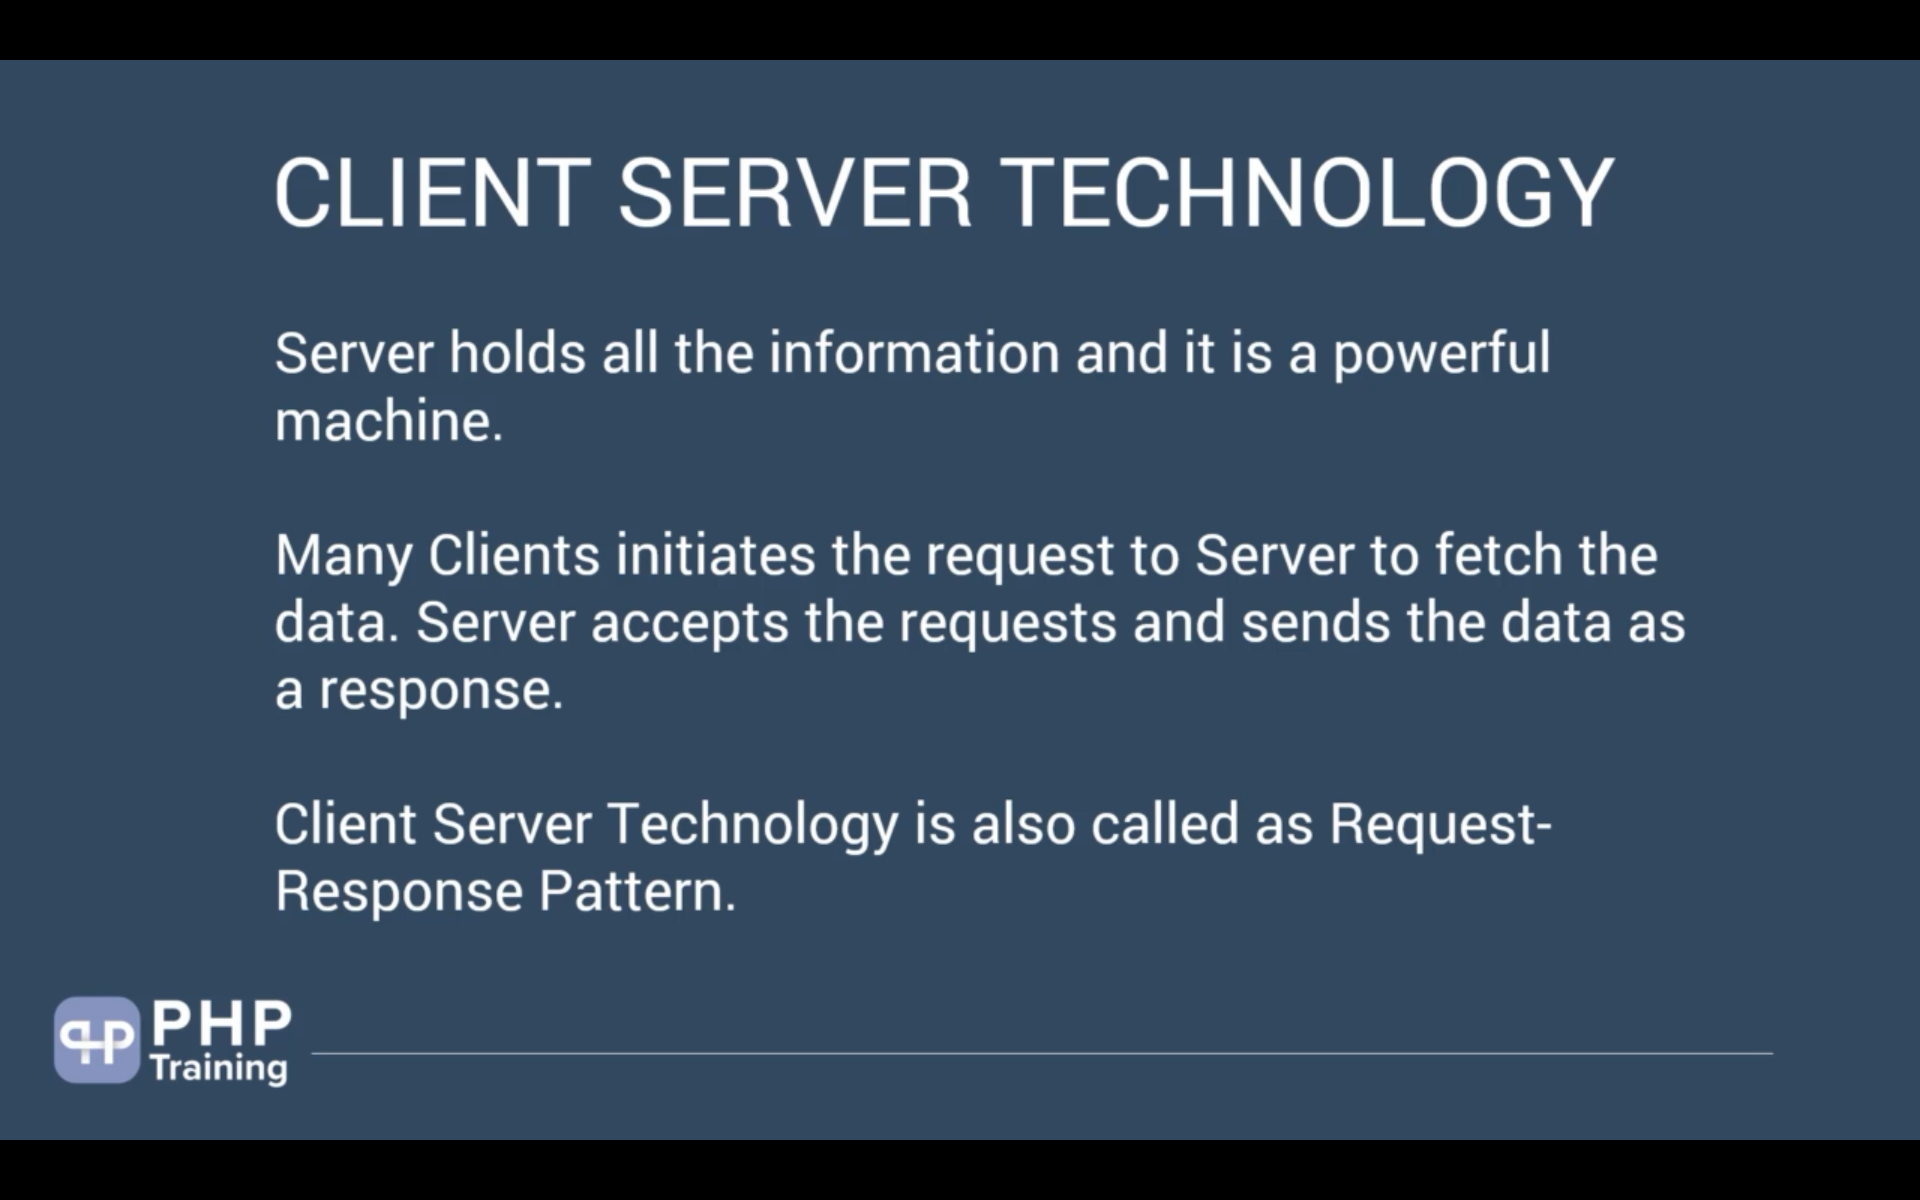 CLIENT SERVER TECHNOLOGY
Server holds all the information and it is a powerful
machine.
Many Clients initiates the request to Server to fetch the
data. Server accepts the requests and sends the data as
a response.
Client Server Technology is also called as Request-
Response Pattern.
php
PHP
Training